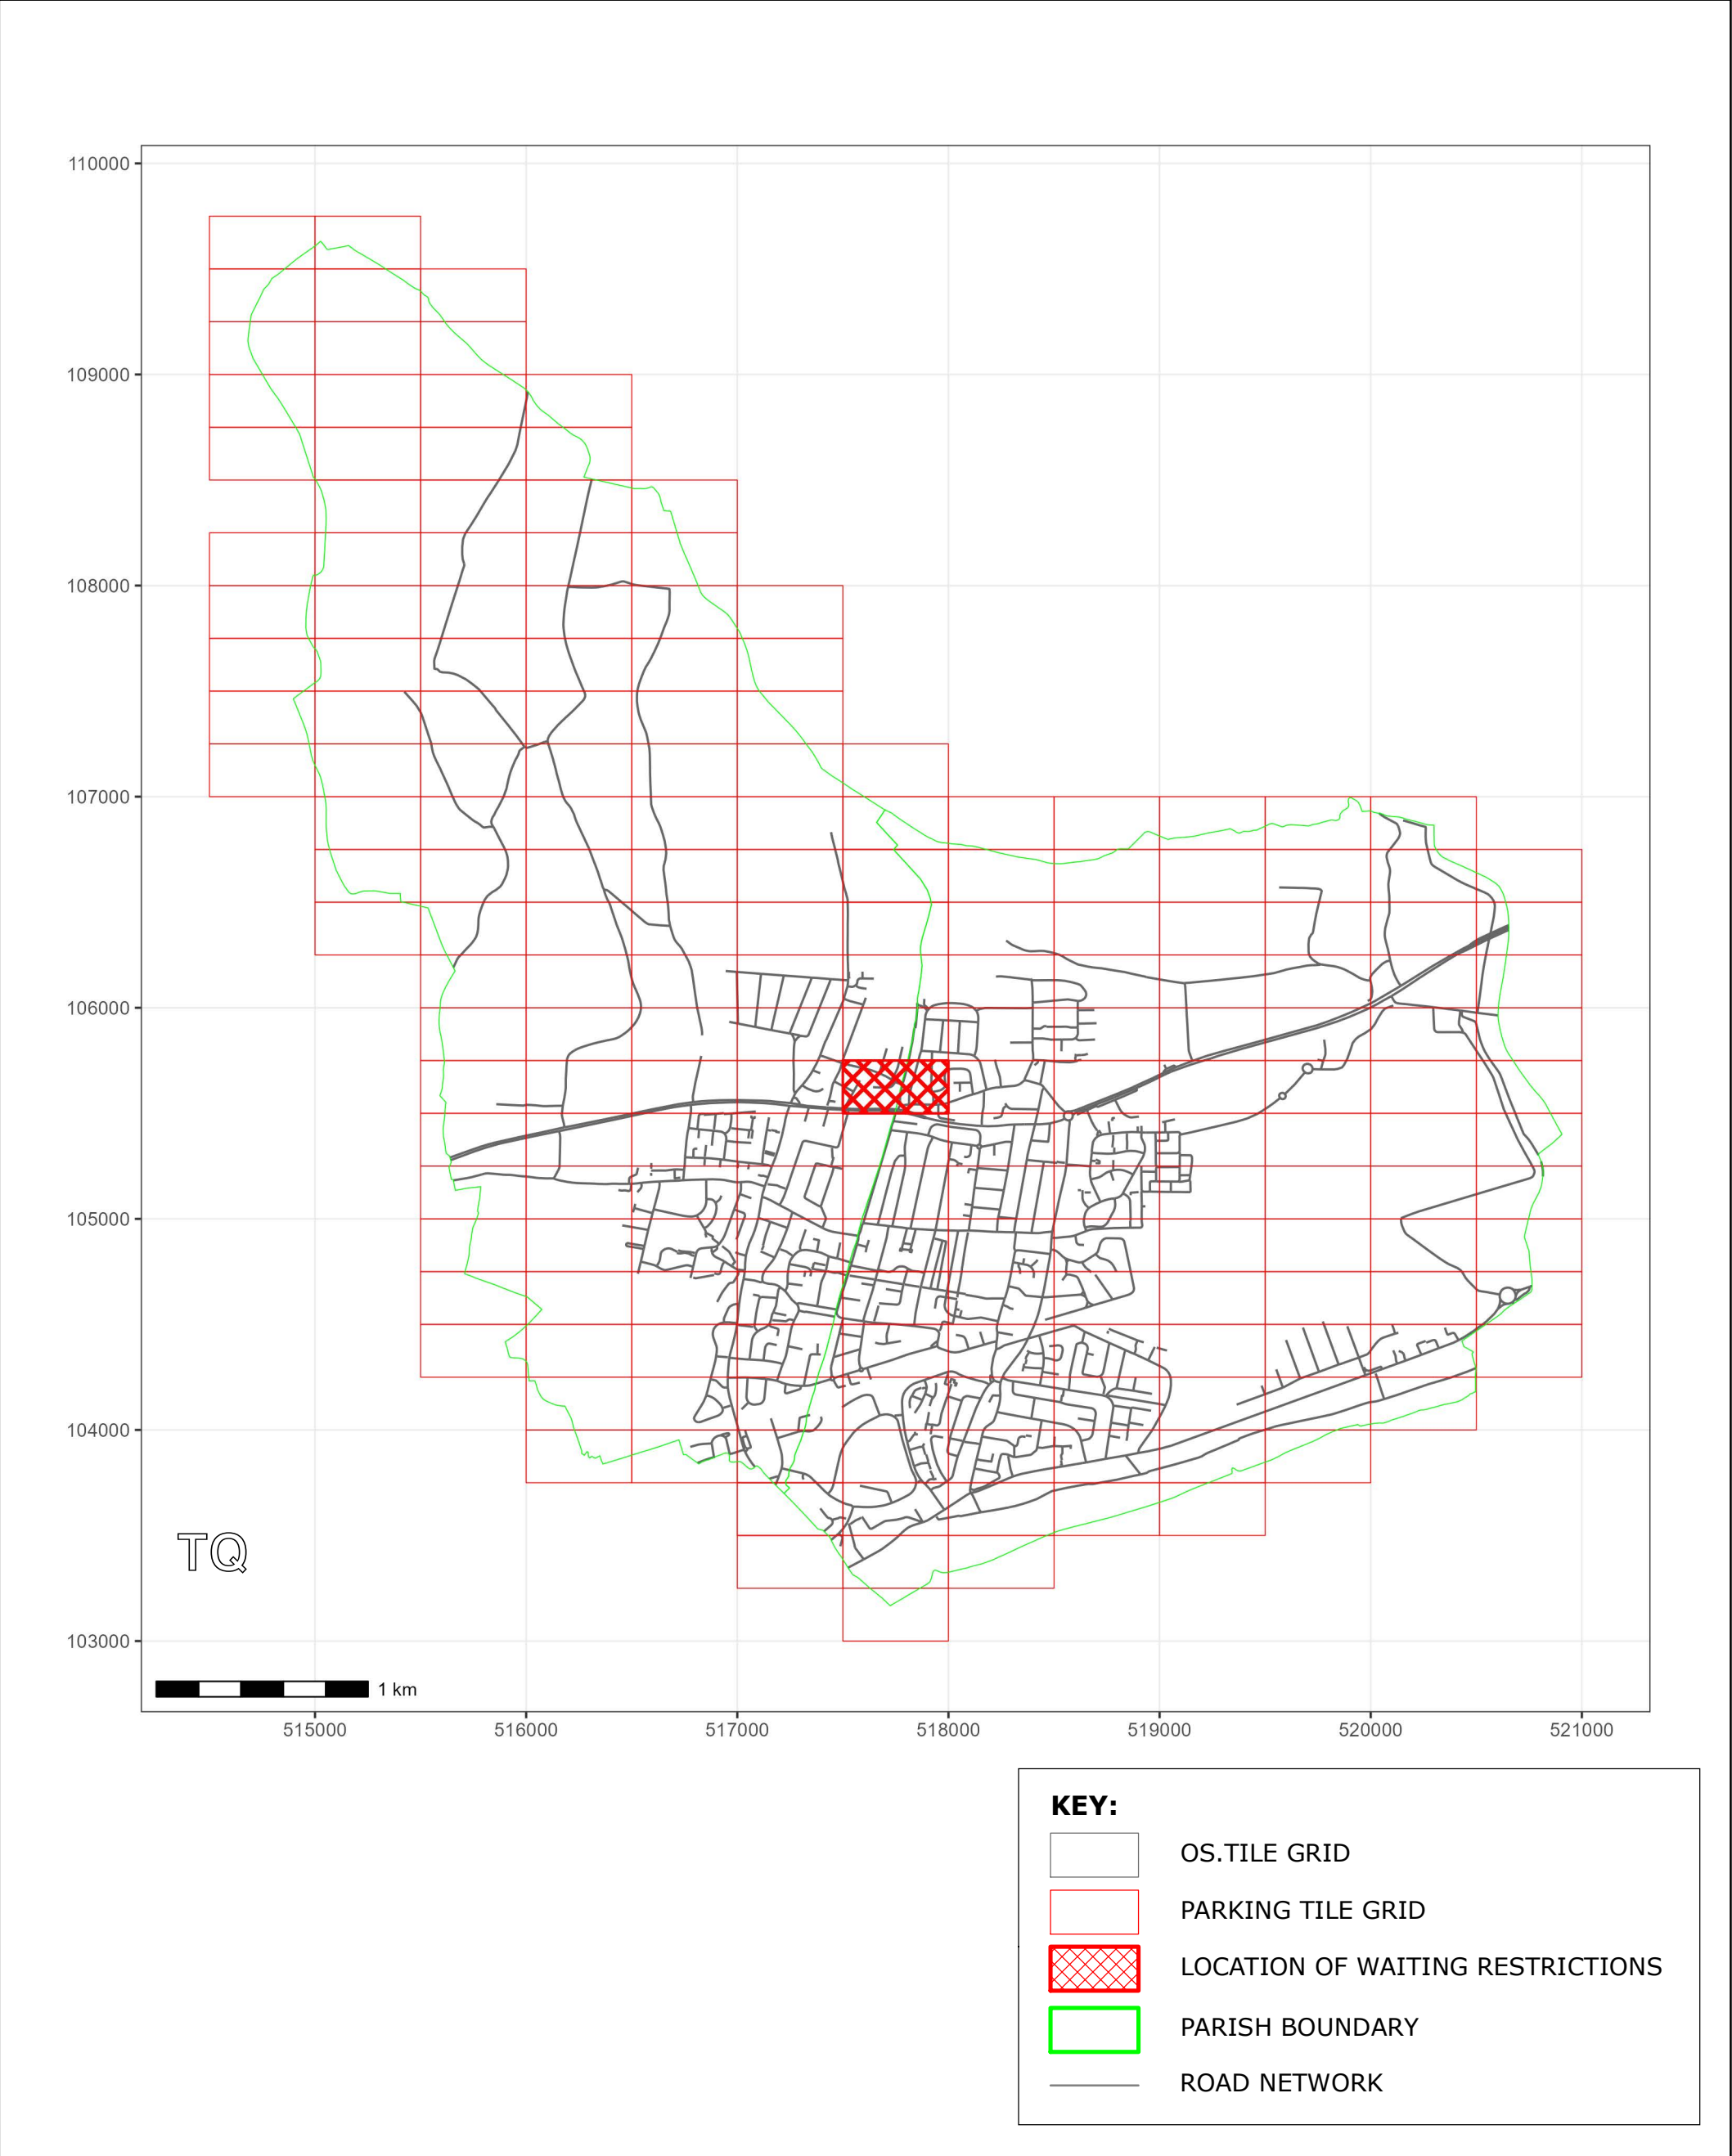 110000
109000
108000
107000
106000
105000
104000
103000
TQ
1 km
515000
516000
517000
518000
519000
520000
521000
KEY:
OS.TILE GRID
PARKING TILE GRID
LOCATION OF WAITING RESTRICTIONS
PARISH BOUNDARY
ROAD NETWORK